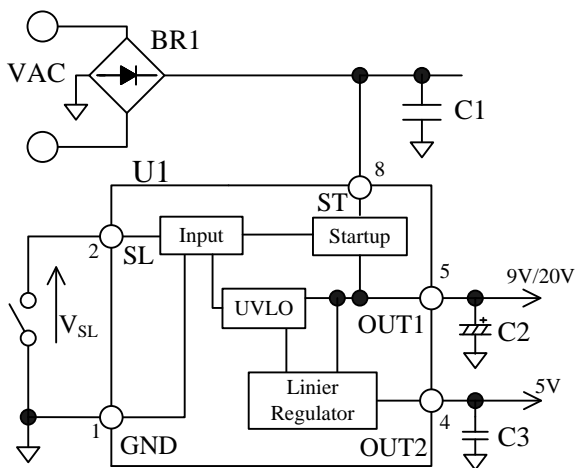 BR1
VAC
C1
U1
8
ST
2
SL
Input
Startup
5
9V/20V
V_SL
UVLO
OUT1
C2
+
Linier
Regulator
5V
1
GND
4
OUT2
C3